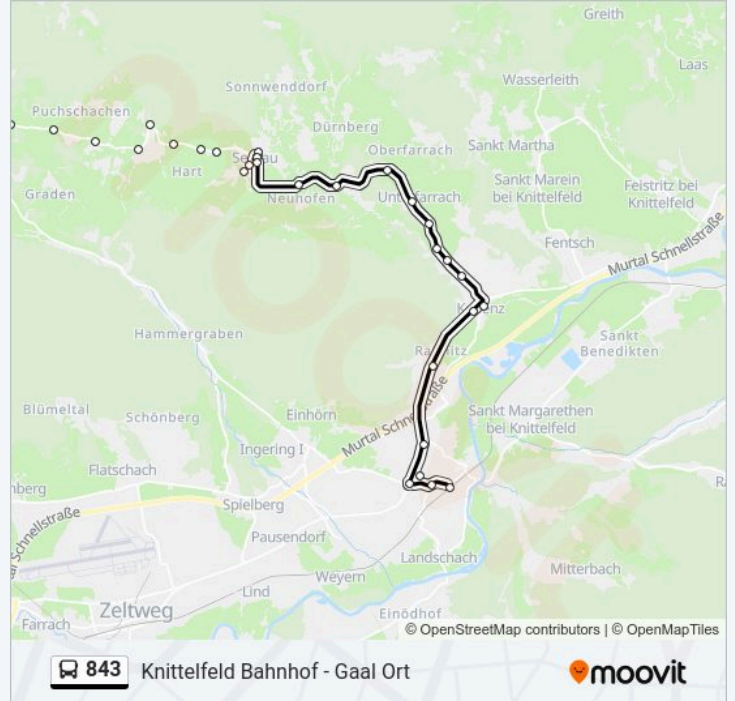 Greith
Laas
Wasserleith
Sonnwenddorf
Puchschachen
Dürnberg
Sankt Martha
Oberfarrach
Hart
Sankt Marein
bei Knittelfeld
Feistritz bei
Knittelfeld
Graden
Neuhofen
Fentsch
Murtal Schnellstraße
Hammergraben
Sankt
Benedikten
Blümeltal
Schönberg
Einhörn
Sankt Margarethen
bei Knittelfeld
Ingering I
Flatschach
Spielberg
Pausendorf
Landschach
Mitterbach
Weyern
Lind
Zeltweg
Einödhof
Farrach
© OpenStreetMap contributors | © OpenMapTiles
843 Knittelfeld Bahnhof - Gaal Ort
moovit